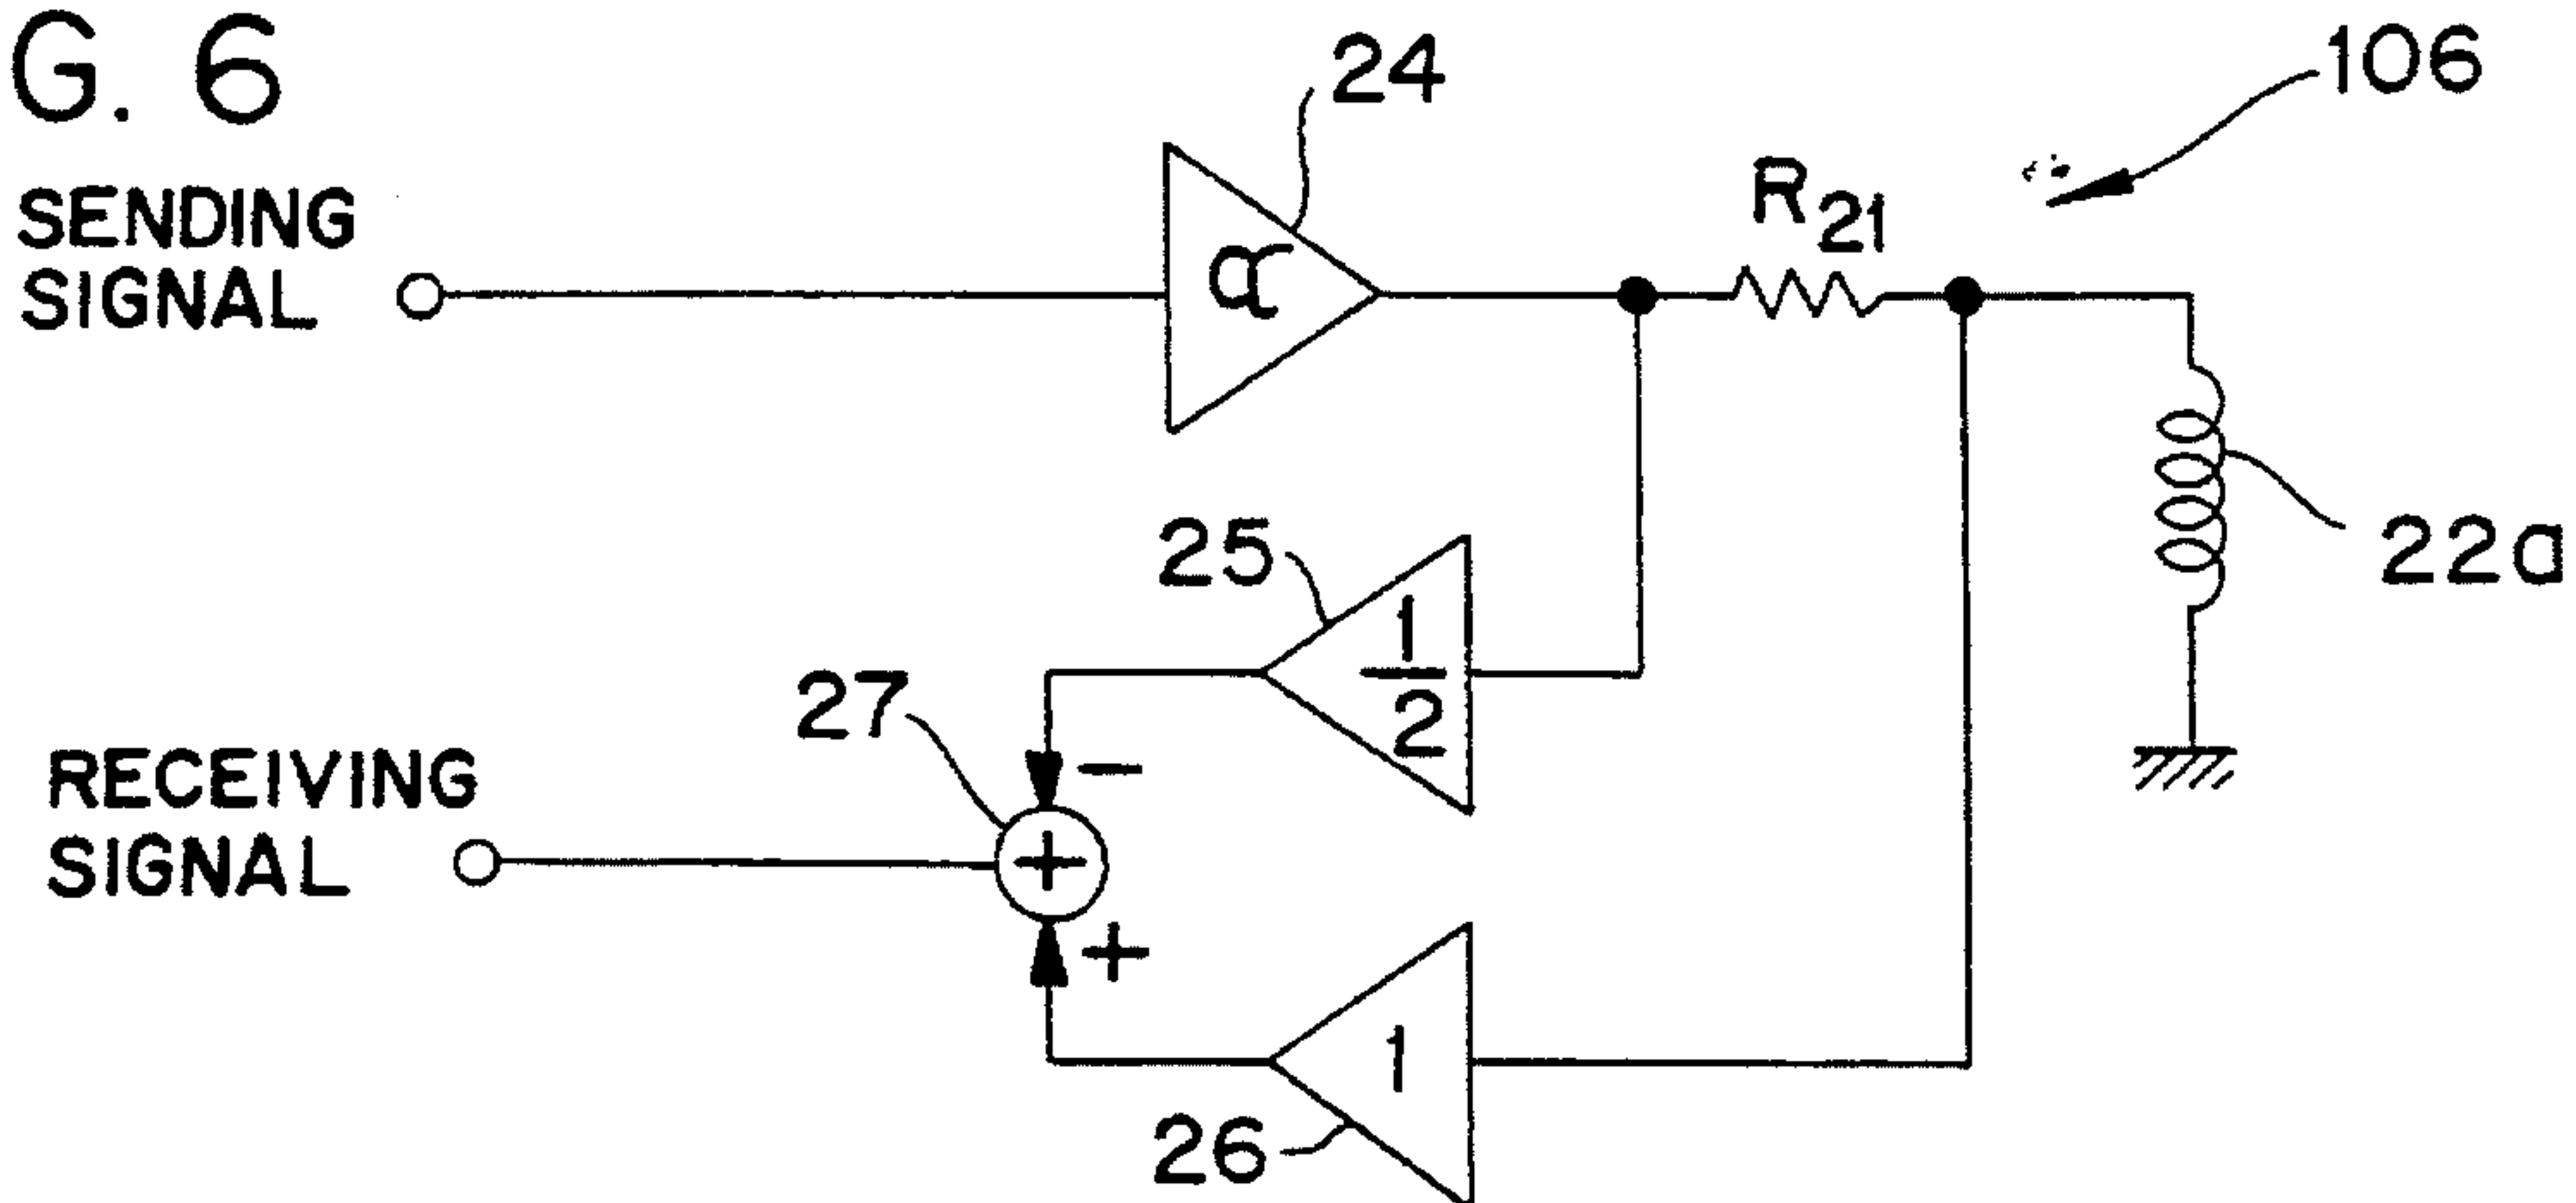 G. 6
24
106
SENDING
SIGNAL
α
R21
25
1
2
22a
27
−
RECEIVING
SIGNAL
+
+
1
26